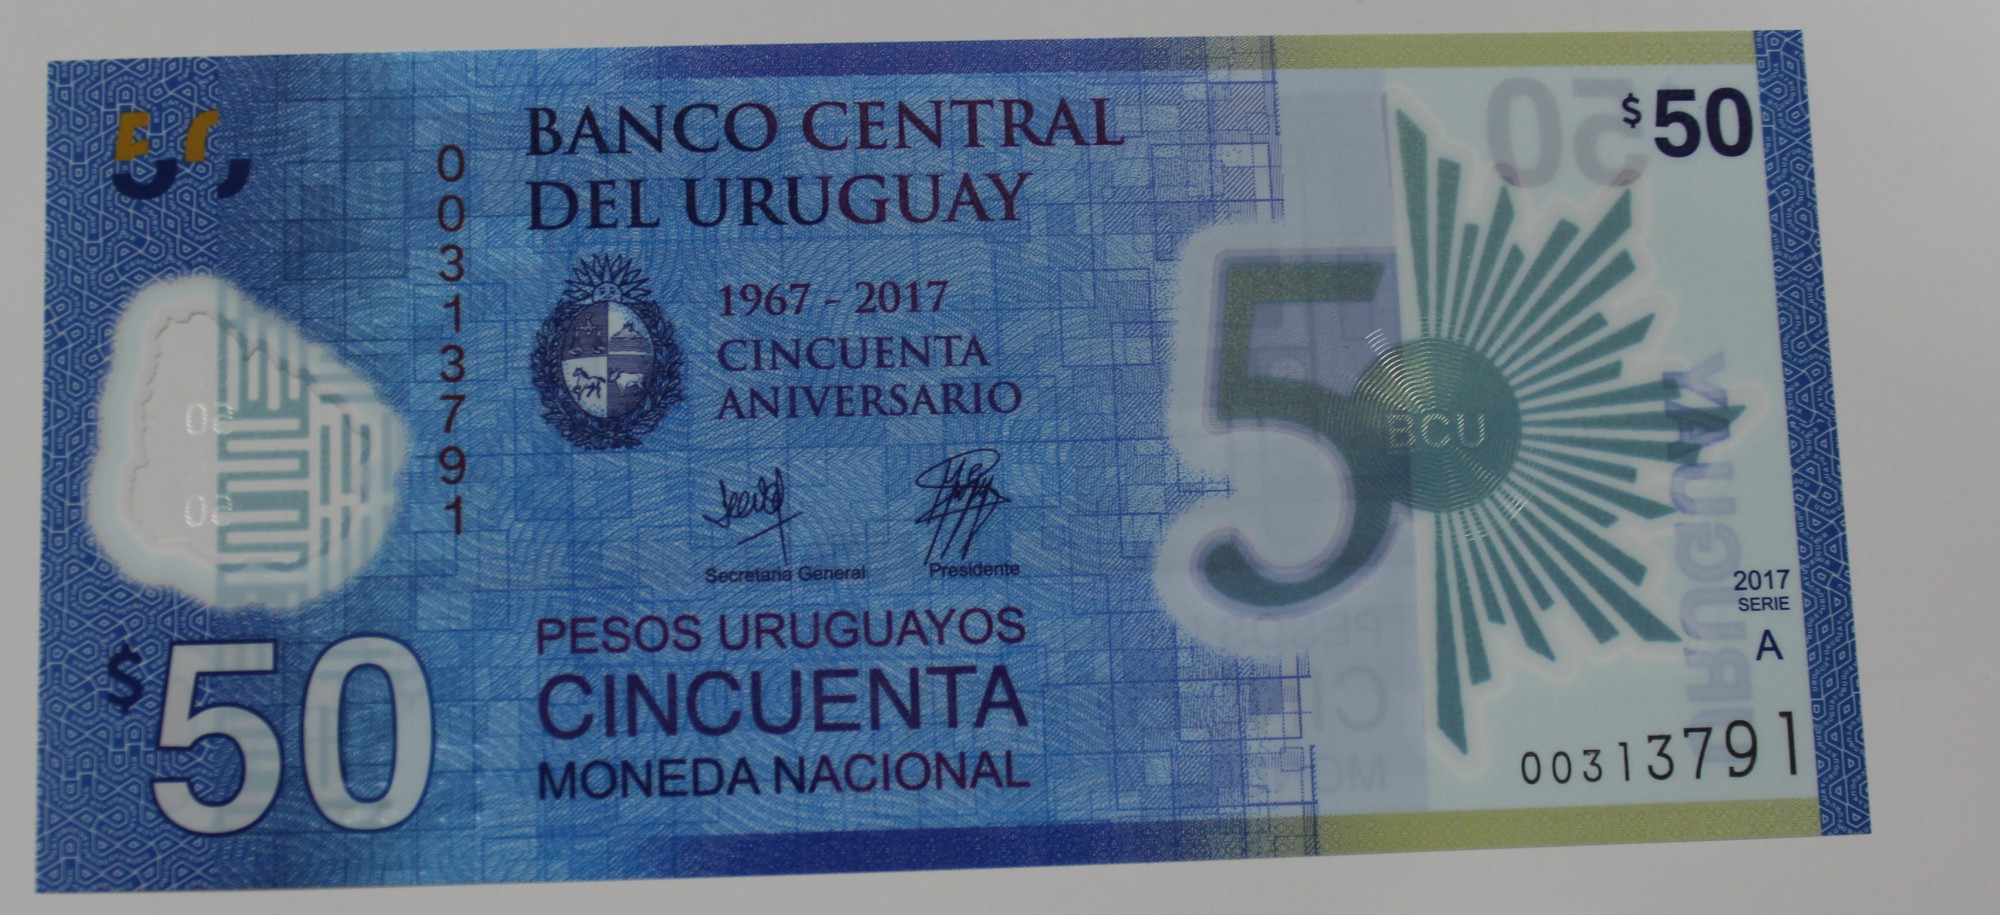 $50
BANCO CENTRAL
DEL URUGUAY
00313791
1967 - 2017
CINCUENTA
ANIVERSARIO
5
BCU
Secretaria General
Presidente
2017
SERIE
A
$50
PESOS URUGUAYOS
CINCUENTA
MONEDA NACIONAL
00313791